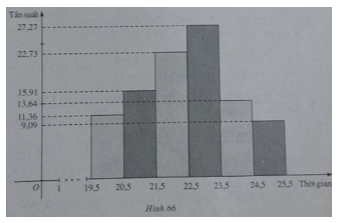 Tần suất
27,27
22,73
15,91
13,64
11,36
9,09
O 1 ... 19,5 20,5 21,5 22,5 23,5 24,5 25,5 Thời gian
Hình 66